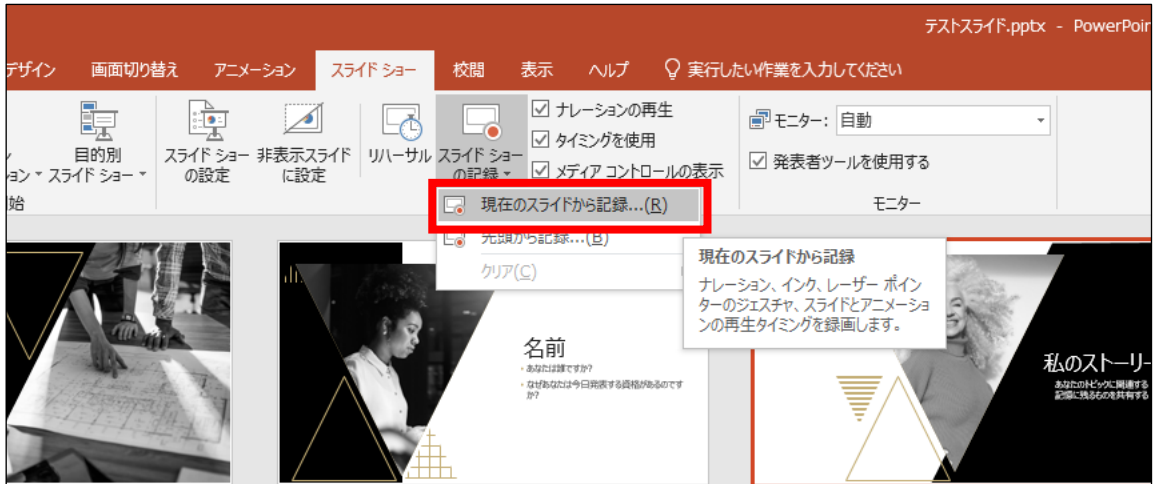 テストスライド.pptx - PowerPoin
デザイン 画面切り替え アニメーション スライド ショー 校閲 表示 ヘルプ 実行したい作業を入力してください
目的別
スライド ショー
スライド ショー
の設定
非表示スライド
に設定
リハーサル
スライド ショー
の記録
ナレーションの再生
タイミングを使用
メディア コントロールの表示
モニター: 自動
発表者ツールを使用する
ョン
始
モニター
現在のスライドから記録...(R)
先頭から記録...(B)
クリア(C)
現在のスライドから記録
ナレーション、インク、レーザー ポイン
ターのジェスチャ、スライドとアニメーショ
ンの再生タイミングを録画します。
名前
・あなたは誰ですか?
・なぜあなたは今日発表する資格があるのです
か?
私のストーリー
あなたのトピックに関連する
記憶に残るものを共有する